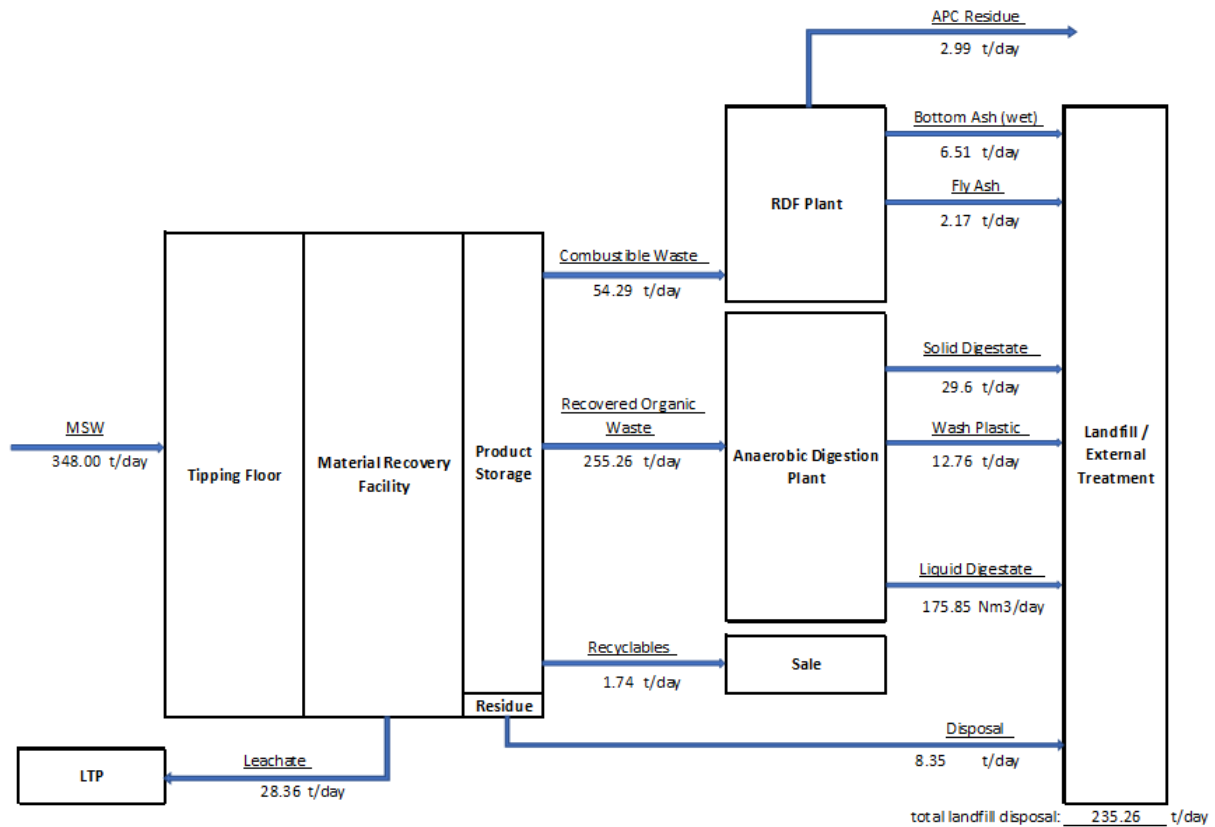 APC Residue
2.99 t/day
Bottom Ash (wet)
6.51 t/day
Fly Ash
2.17 t/day
RDF Plant
Combustible Waste
54.29 t/day
Solid Digestate
29.6 t/day
Recovered Organic
Waste
255.26 t/day
Wash Plastic
12.76 t/day
MSW
348.00 t/day
Tipping Floor
Material Recovery
Facility
Product
Storage
Anaerobic Digestion
Plant
Landfill /
External
Treatment
Liquid Digestate
175.85 Nm3/day
Recyclables
1.74 t/day
Sale
Residue
Disposal
8.35 t/day
LTP
Leachate
28.36 t/day
total landfill disposal: 235.26 t/day